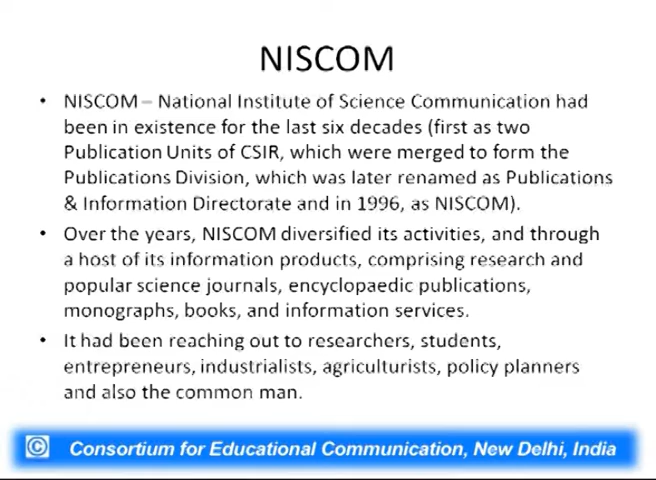 NISCOM
• NISCOM – National Institute of Science Communication had
been in existence for the last six decades (first as two
Publication Units of CSIR, which were merged to form the
Publications Division, which was later renamed as Publications
& Information Directorate and in 1996, as NISCOM).
• Over the years, NISCOM diversified its activities, and through
a host of its information products, comprising research and
popular science journals, encyclopaedic publications,
monographs, books, and information services.
• It had been reaching out to researchers, students,
entrepreneurs, industrialists, agriculturists, policy planners
and also the common man.
© Consortium for Educational Communication, New Delhi, India